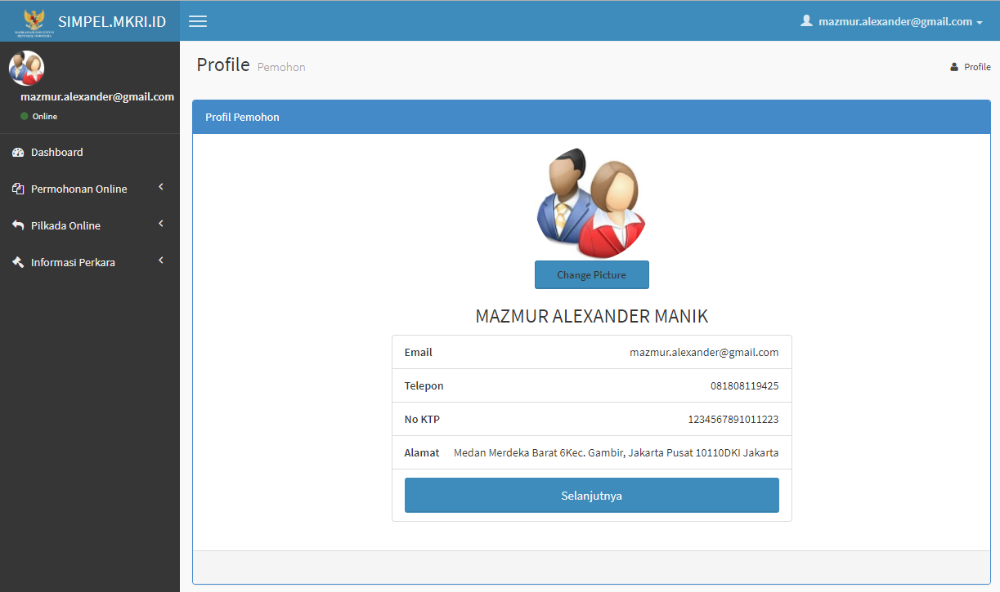 SIMPEL.MKRI.ID
mazmur.alexander@gmail.com
mazmur.alexander@gmail.com
Online
Dashboard
Permohonan Online
Pilkada Online
Informasi Perkara
Profile Pemohon
Profile
Profil Pemohon
Change Picture
MAZMUR ALEXANDER MANIK
Email mazmur.alexander@gmail.com
Telepon 081808119425
No KTP 1234567891011223
Alamat Medan Merdeka Barat 6Kec. Gambir, Jakarta Pusat 10110DKI Jakarta
Selanjutnya